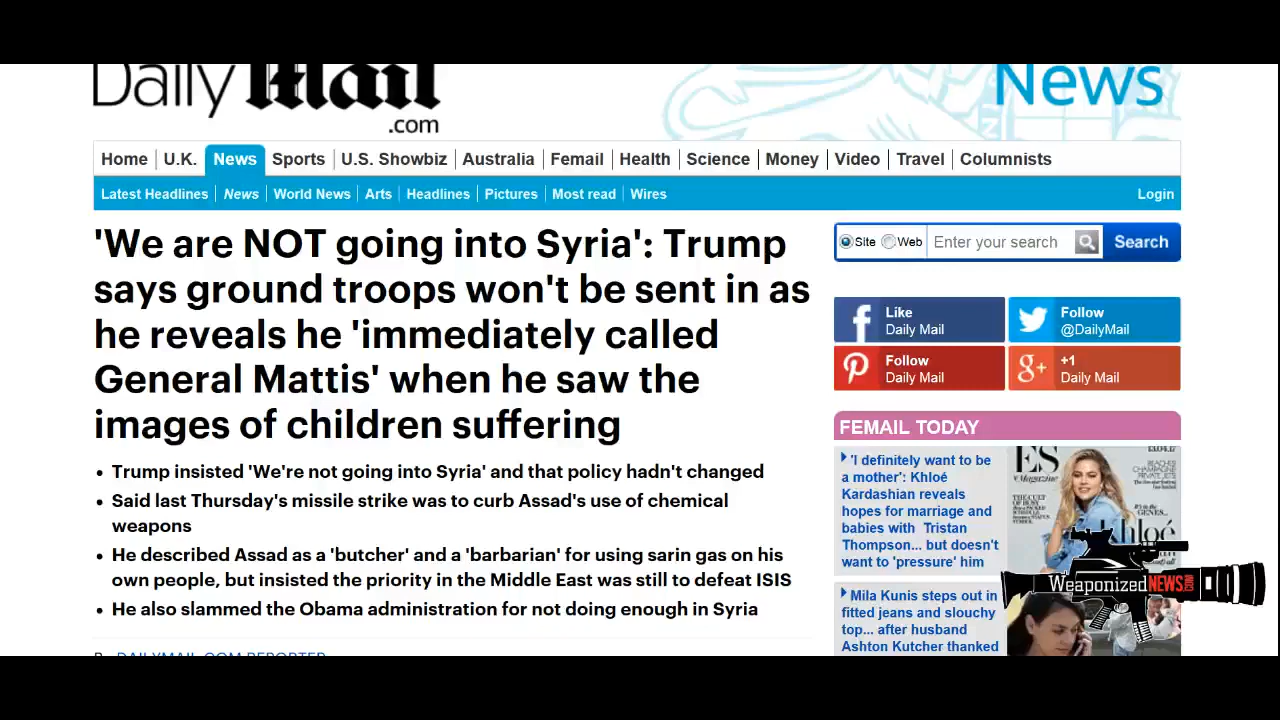 Daily Mail
.com
News
Home
U.K.
News
Sports
U.S. Showbiz
Australia
Femail
Health
Science
Money
Video
Travel
Columnists
Latest Headlines
News
World News
Arts
Headlines
Pictures
Most read
Wires
Login
'We are NOT going into Syria': Trump
says ground troops won't be sent in as
he reveals he 'immediately called
General Mattis' when he saw the
images of children suffering
• Trump insisted 'We're not going into Syria' and that policy hadn't changed
• Said last Thursday's missile strike was to curb Assad's use of chemical
weapons
• He described Assad as a 'butcher' and a 'barbarian' for using sarin gas on his
own people, but insisted the priority in the Middle East was still to defeat ISIS
• He also slammed the Obama administration for not doing enough in Syria
DAILYMAIL.COM REPORTER
Site
Web
Enter your search
Search
Like
Daily Mail
Follow
@DailyMail
Follow
Daily Mail
+1
Daily Mail
FEMAIL TODAY
'I definitely want to be
a mother': Khloé
Kardashian reveals
hopes for marriage and
babies with Tristan
Thompson... but doesn't
want to 'pressure' him
ES
Magazine
Khloé
Mila Kunis steps out in
fitted jeans and slouchy
top... after husband
Ashton Kutcher thanked
WeaponizedNEWS.COM